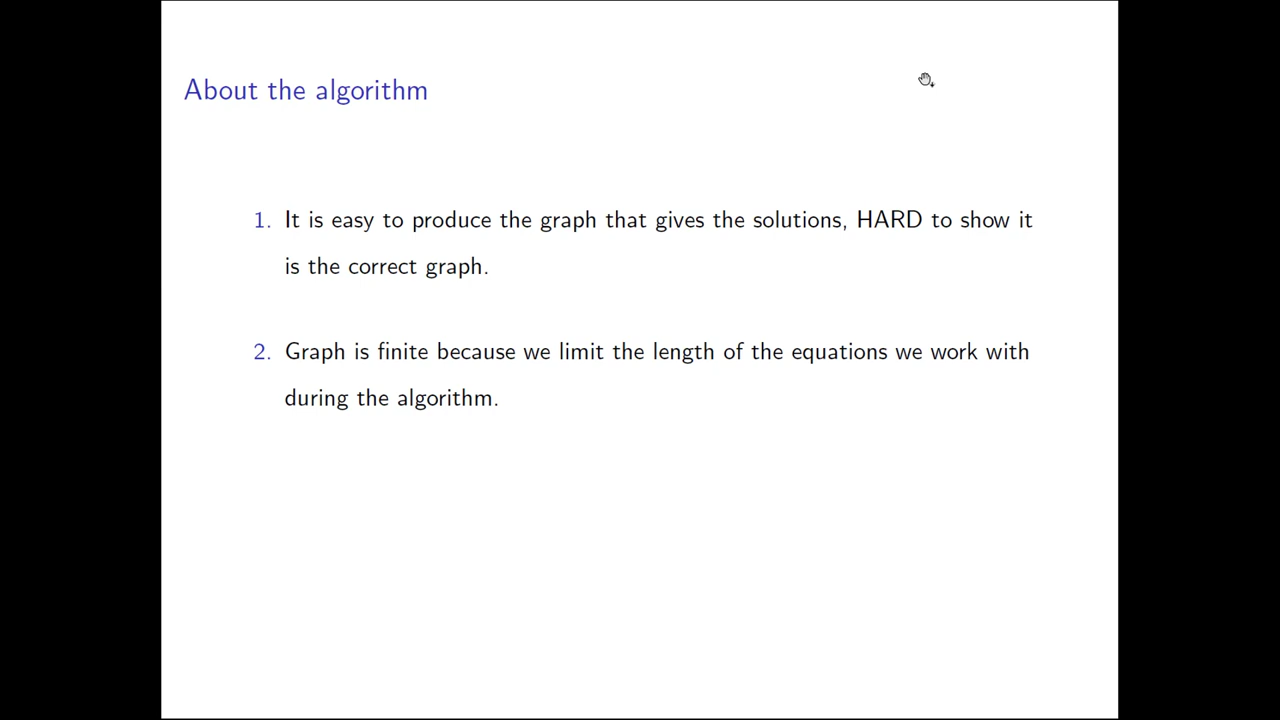 About the algorithm
1. It is easy to produce the graph that gives the solutions, HARD to show it
is the correct graph.
2. Graph is finite because we limit the length of the equations we work with
during the algorithm.